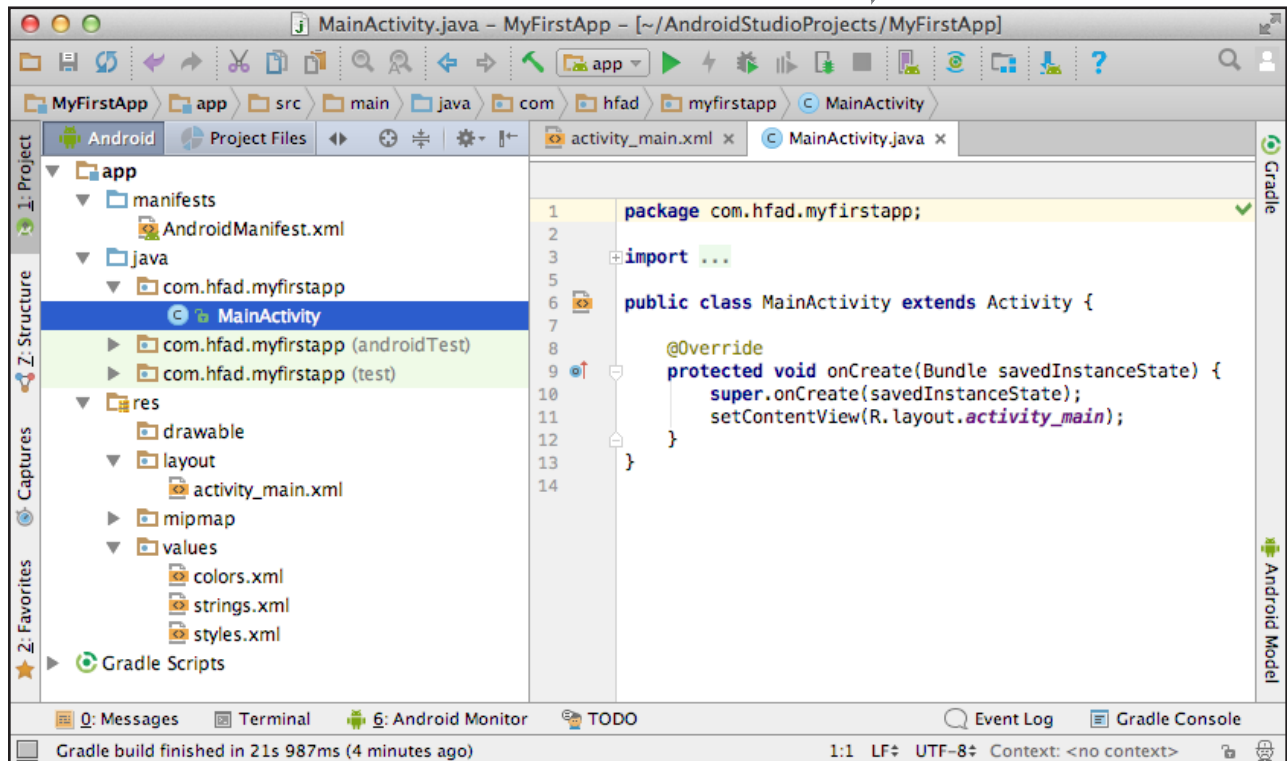 MainActivity.java – MyFirstApp – [~/AndroidStudioProjects/MyFirstApp]
app
?
MyFirstApp app src main java com hfad myfirstapp C MainActivity
1: Project
Z: Structure
Captures
2: Favorites
Android Project Files
app
manifests
AndroidManifest.xml
java
com.hfad.myfirstapp
C MainActivity
com.hfad.myfirstapp (androidTest)
com.hfad.myfirstapp (test)
res
drawable
layout
activity_main.xml
mipmap
values
colors.xml
strings.xml
styles.xml
Gradle Scripts
activity_main.xml × C MainActivity.java ×
1 package com.hfad.myfirstapp;
2
3 import ...
5
6 public class MainActivity extends Activity {
7
8 @Override
9 protected void onCreate(Bundle savedInstanceState) {
10 super.onCreate(savedInstanceState);
11 setContentView(R.layout.activity_main);
12 }
13 }
14
Gradle
Android Model
0: Messages Terminal 6: Android Monitor TODO Event Log Gradle Console
Gradle build finished in 21s 987ms (4 minutes ago) 1:1 LF UTF-8 Context: <no context>